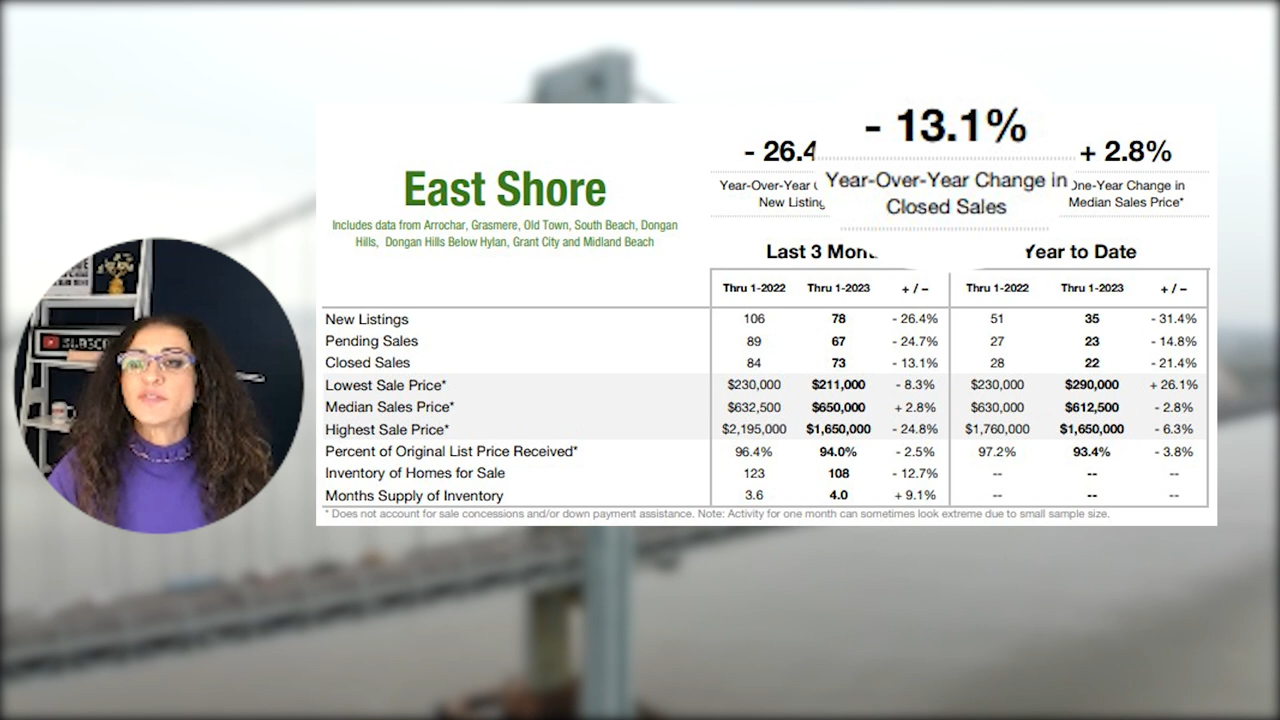 - 13.1%
- 26.4
+ 2.8%
Year-Over-Year
Year-Over-Year Change in
One-Year Change in
New Listing
Closed Sales
Median Sales Price*
East Shore
Includes data from Arrochar, Grasmere, Old Town, South Beach, Dongan
Hills, Dongan Hills Below Hylan, Grant City and Midland Beach
Last 3 Mon
Year to Date
Thru 1-2022 Thru 1-2023 + / – Thru 1-2022 Thru 1-2023 + / –
New Listings 106 78 - 26.4% 51 35 - 31.4%
Pending Sales 89 67 - 24.7% 27 23 - 14.8%
Closed Sales 84 73 - 13.1% 28 22 - 21.4%
Lowest Sale Price* $230,000 $211,000 - 8.3% $230,000 $290,000 + 26.1%
Median Sales Price* $632,500 $650,000 + 2.8% $630,000 $612,500 - 2.8%
Highest Sale Price* $2,195,000 $1,650,000 - 24.8% $1,760,000 $1,650,000 - 6.3%
Percent of Original List Price Received* 96.4% 94.0% - 2.5% 97.2% 93.4% - 3.8%
Inventory of Homes for Sale 123 108 - 12.7% -- -- --
Months Supply of Inventory 3.6 4.0 + 9.1% -- -- --
* Does not account for sale concessions and/or down payment assistance. Note: Activity for one month can sometimes look extreme due to small sample size.